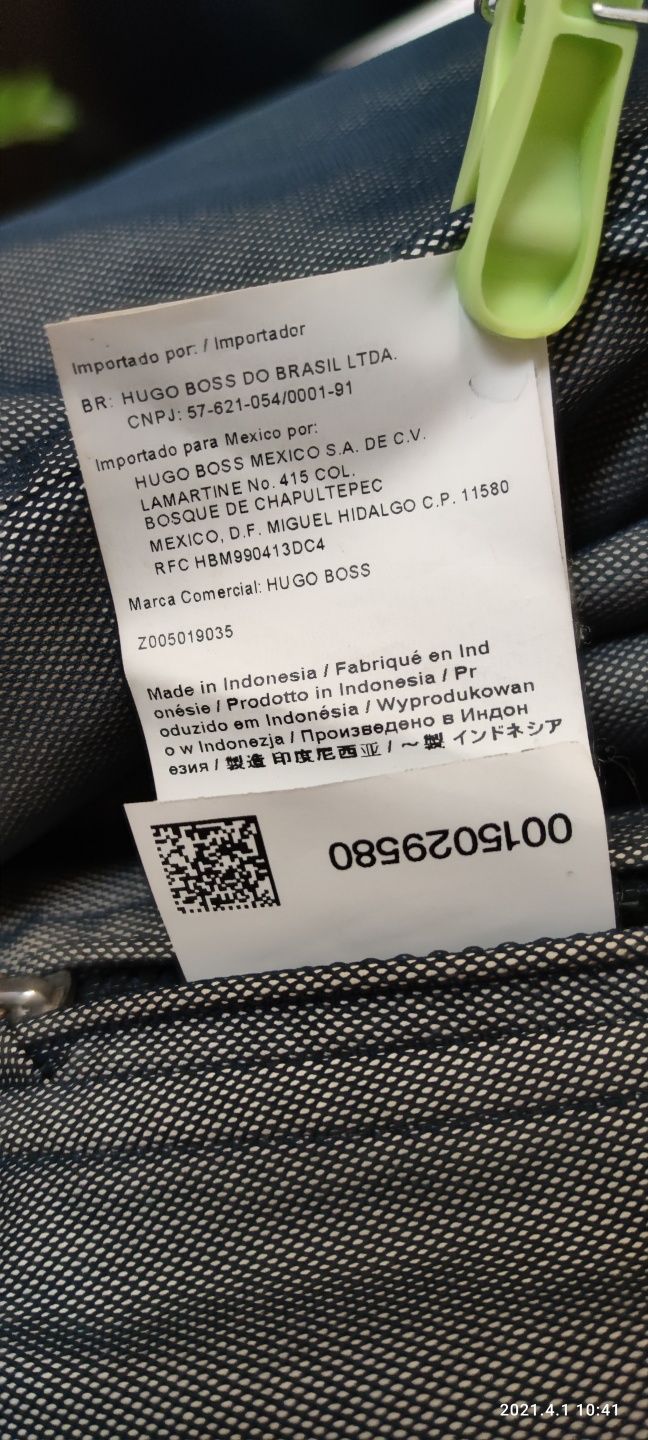 Importado por: / Importador
BR: HUGO BOSS DO BRASIL LTDA.
CNPJ: 57-621-054/0001-91
Importado para Mexico por:
HUGO BOSS MEXICO S.A. DE C.V.
LAMARTINE No. 415 COL.
BOSQUE DE CHAPULTEPEC
MEXICO, D.F. MIGUEL HIDALGO C.P. 11580
RFC HBM990413DC4
Marca Comercial: HUGO BOSS
Z005019035
Made in Indonesia / Fabriqué en Ind
onésie / Prodotto in Indonesia / Pr
oduzido em Indonésia / Wyprodukowan
o w Indonezja / Произведено в Индон
езия / 製造 印度尼西亚 / ～製 インドネシア
0015029580
2021.4.1 10:41